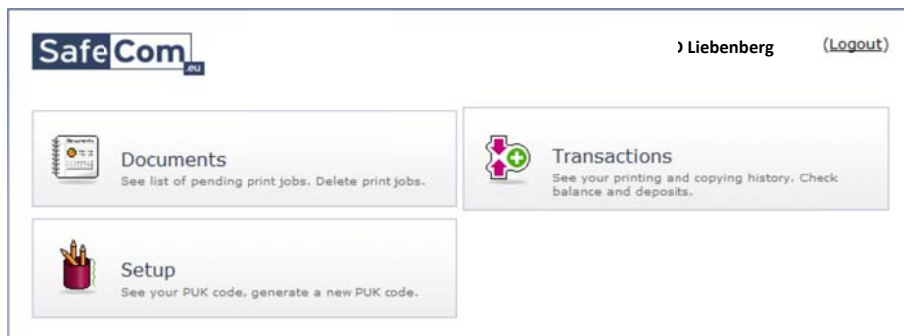 SafeCom
.eu
Liebenberg (Logout)
Documents
See list of pending print jobs. Delete print jobs.
Transactions
See your printing and copying history. Check
balance and deposits.
Setup
See your PUK code, generate a new PUK code.